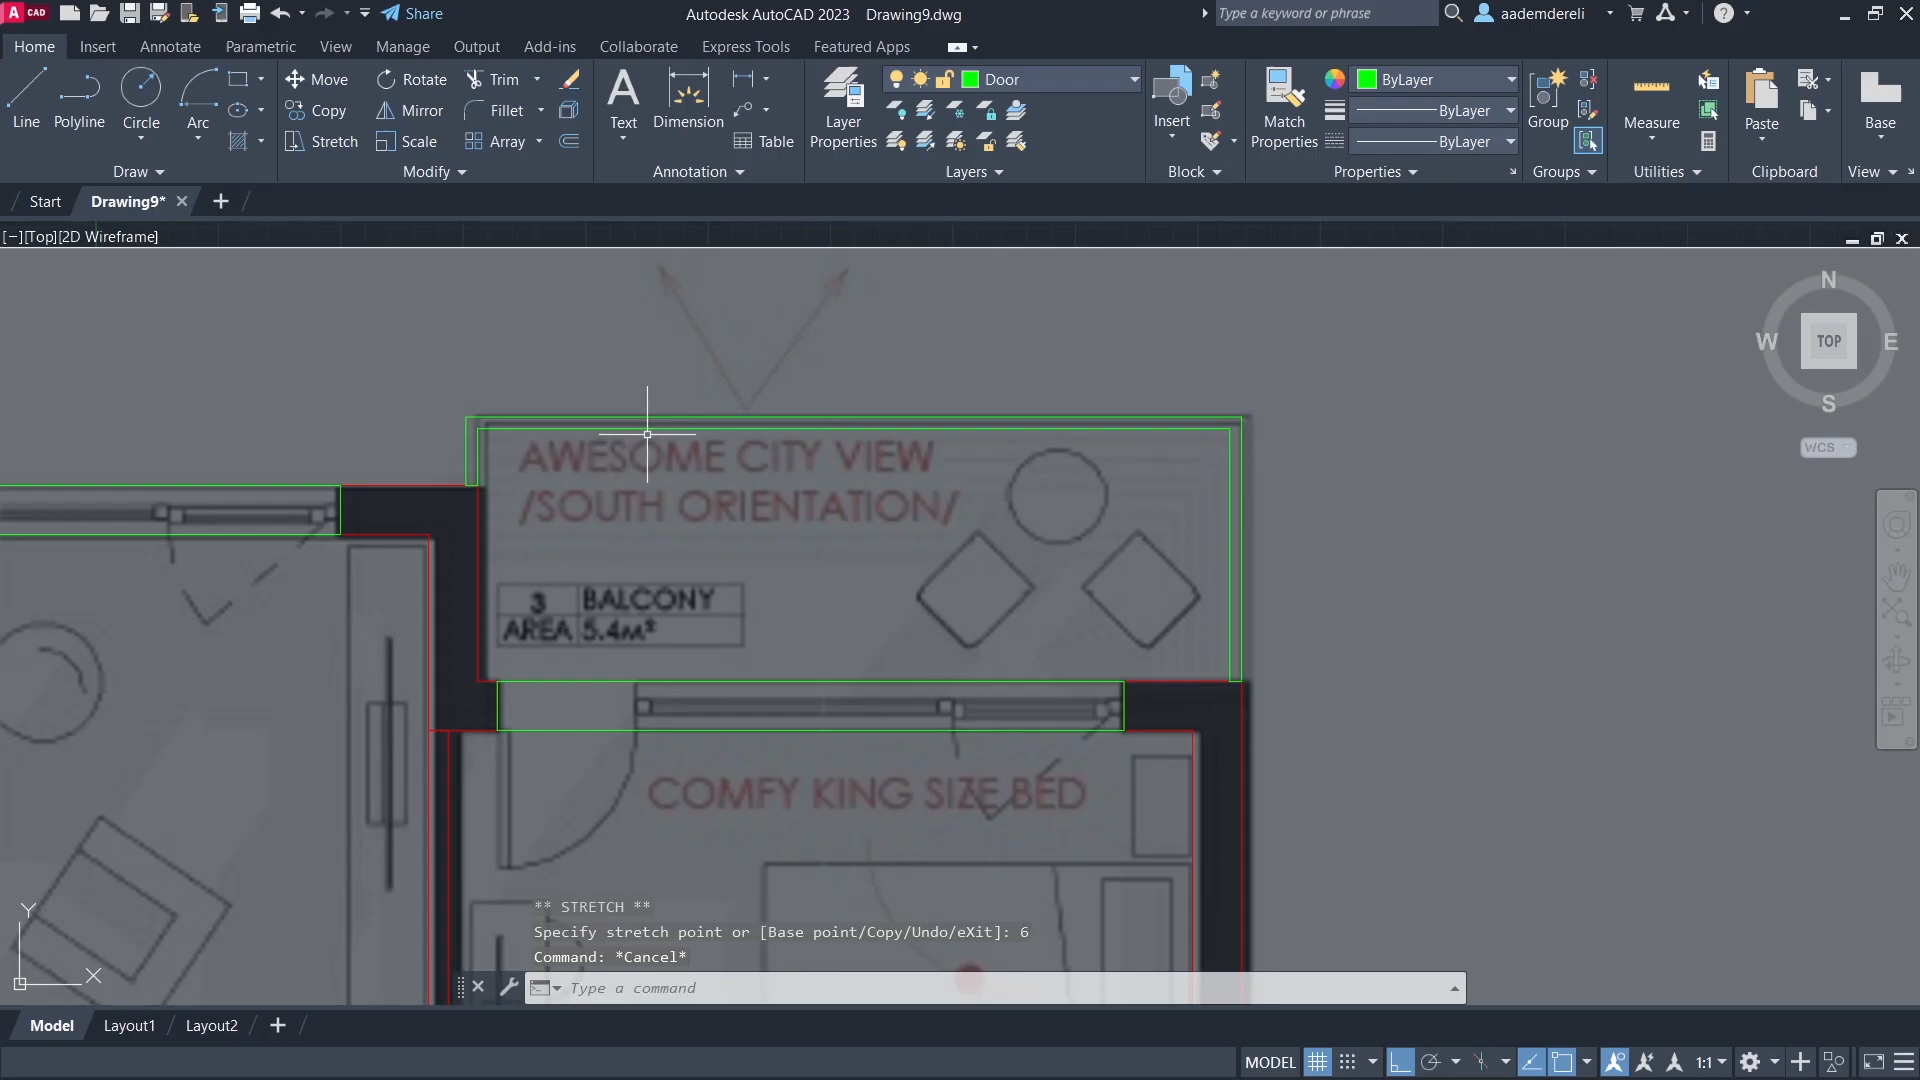 A CAD
Share
Autodesk AutoCAD 2023 Drawing9.dwg
Type a keyword or phrase
aademdereli
Home Insert Annotate Parametric View Manage Output Add-ins Collaborate Express Tools Featured Apps
Line
Polyline
Circle
Arc
Draw
Move
Rotate
Trim
Copy
Mirror
Fillet
Stretch
Scale
Array
Modify
Text
Dimension
Table
Annotation
Layer
Properties
Door
Layers
Insert
Block
Match
Properties
ByLayer
ByLayer
ByLayer
Properties
Group
Groups
Measure
Utilities
Paste
Clipboard
Base
View
Start
Drawing9*
[−][Top][2D Wireframe]
N
W TOP E
S
WCS
AWESOME CITY VIEW
/SOUTH ORIENTATION/
3 BALCONY
AREA 5.4м²
COMFY KING SIZE BED
** STRETCH **
Specify stretch point or [Base point/Copy/Undo/eXit]: 6
Command: *Cancel*
Type a command
Y
X
Model Layout1 Layout2
MODEL
1:1